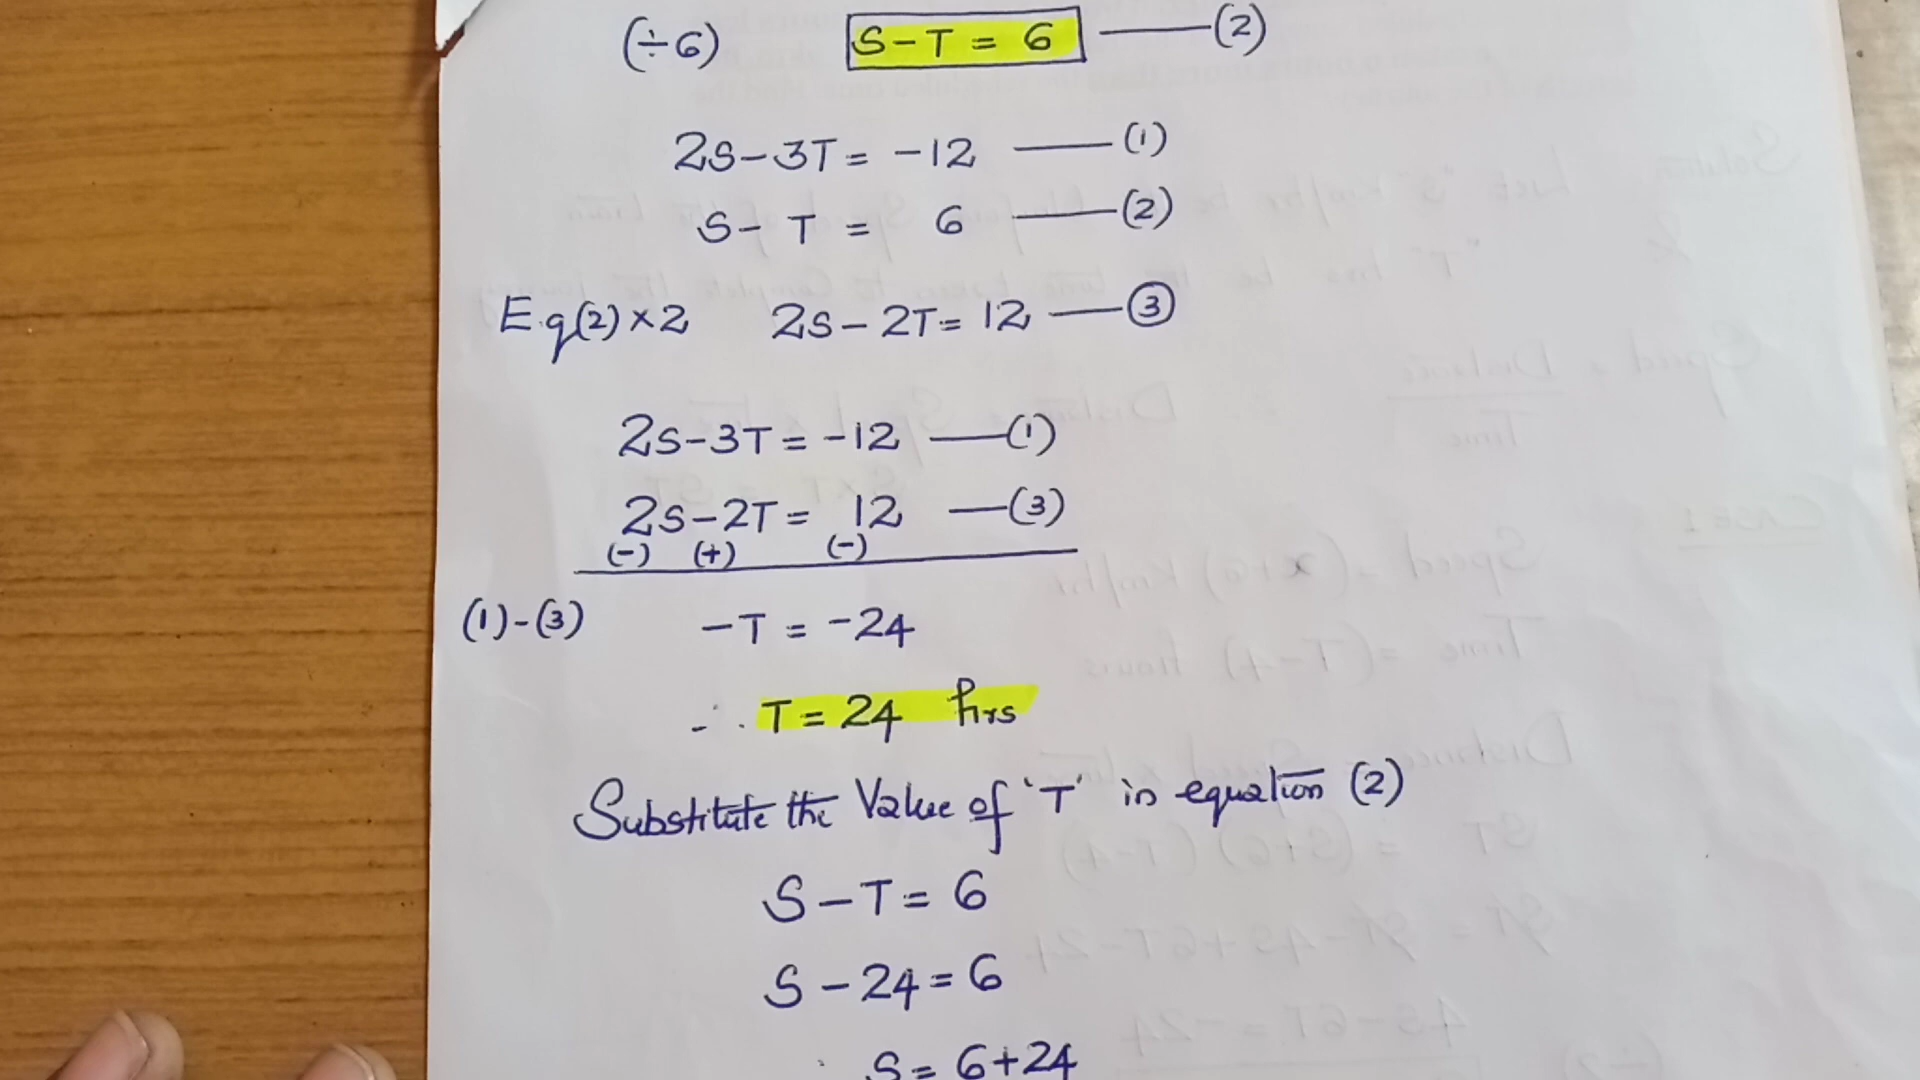 (÷6) S-T = 6 —(2)
2S-3T = -12 —(1)
S- T = 6 —(2)
E.q(2)×2 2S-2T= 12 —③
2S-3T = -12 —(1)
2S-2T = 12 —(3)
(-) (+) (-)
(1)-(3) -T = -24
∴ T = 24 hrs
Substitute the Value of 'T' in equation (2)
S-T= 6
S-24=6
S= 6+24